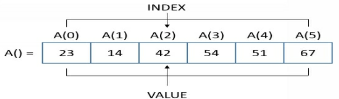 INDEX
A(0) A(1) A(2) A(3) A(4) A(5)
A() = 23 14 42 54 51 67
VALUE